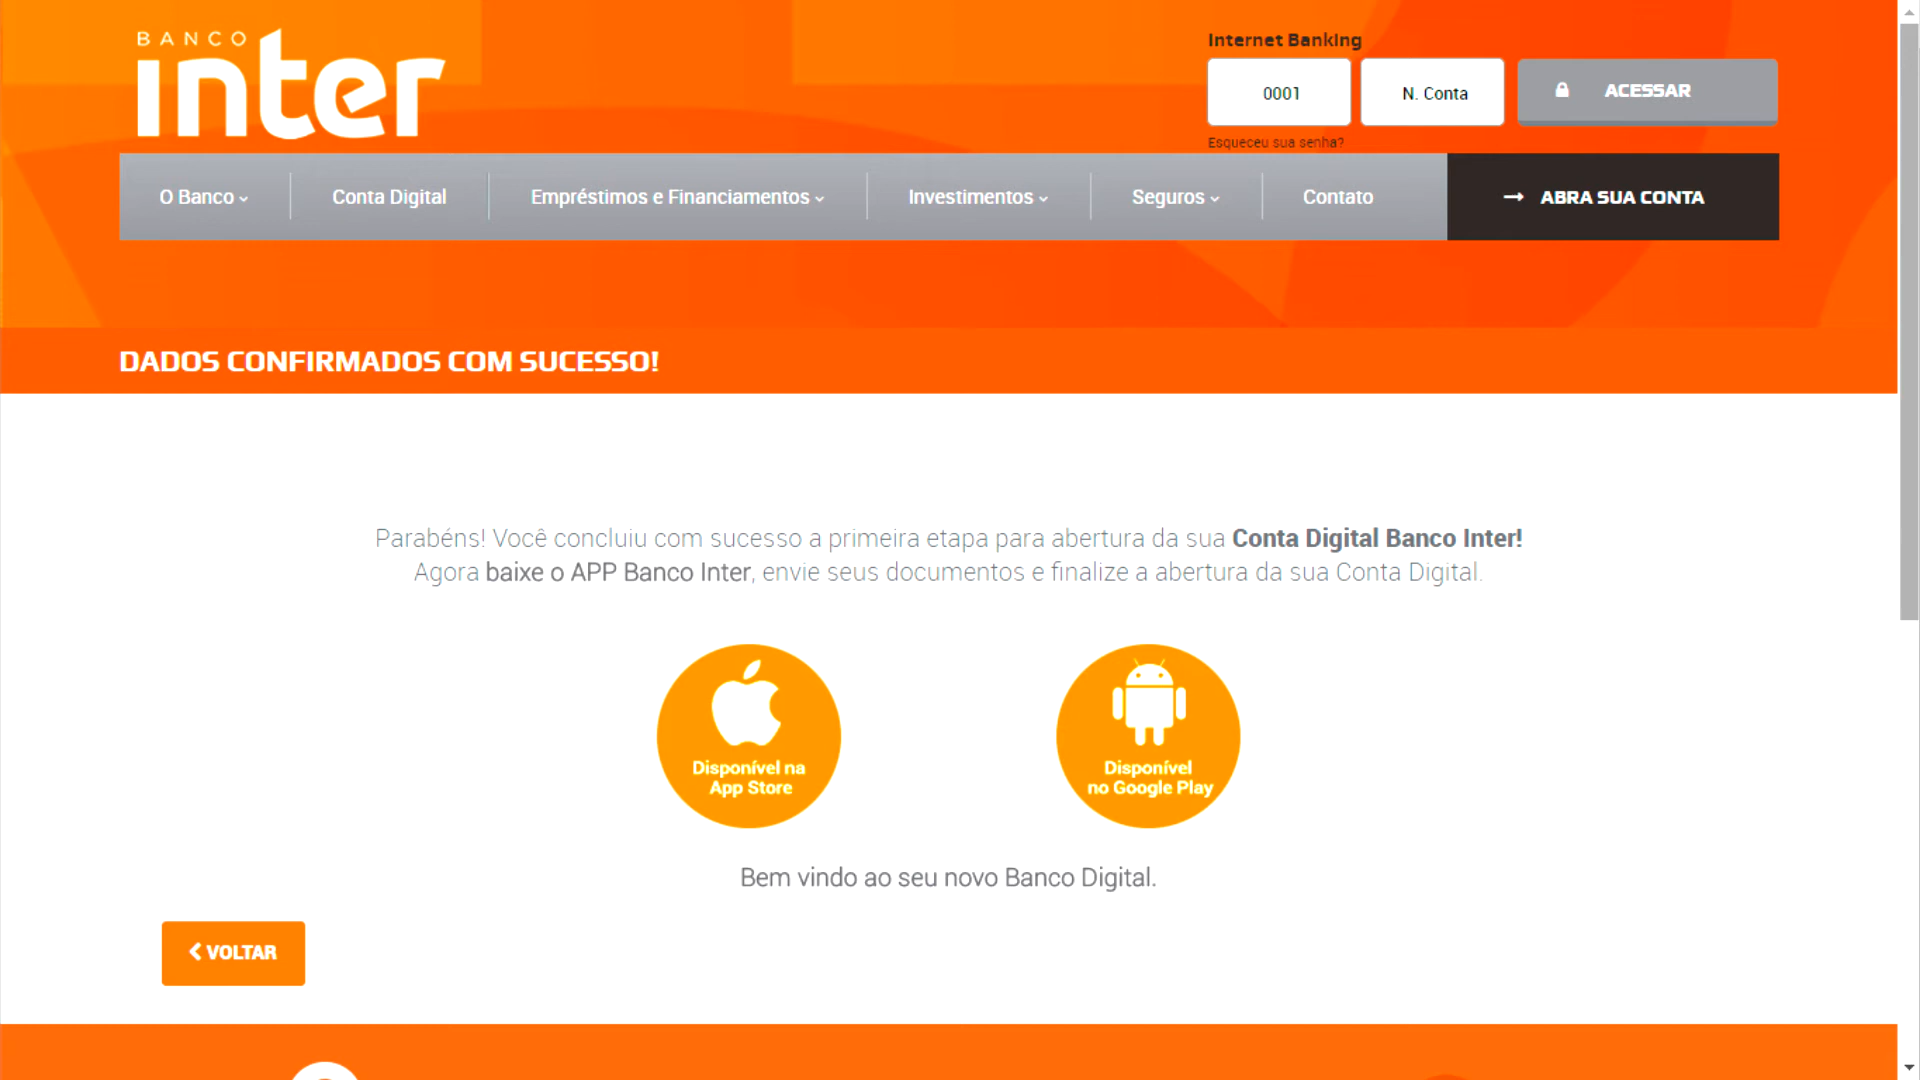 BANCO
inter
Internet Banking
0001
N. Conta
ACESSAR
Esqueceu sua senha?
O Banco
Conta Digital
Empréstimos e Financiamentos
Investimentos
Seguros
Contato
→ ABRA SUA CONTA
DADOS CONFIRMADOS COM SUCESSO!
Parabéns! Você concluiu com sucesso a primeira etapa para abertura da sua Conta Digital Banco Inter!
Agora baixe o APP Banco Inter, envie seus documentos e finalize a abertura da sua Conta Digital.
Disponível na
App Store
Disponível
no Google Play
Bem vindo ao seu novo Banco Digital.
VOLTAR